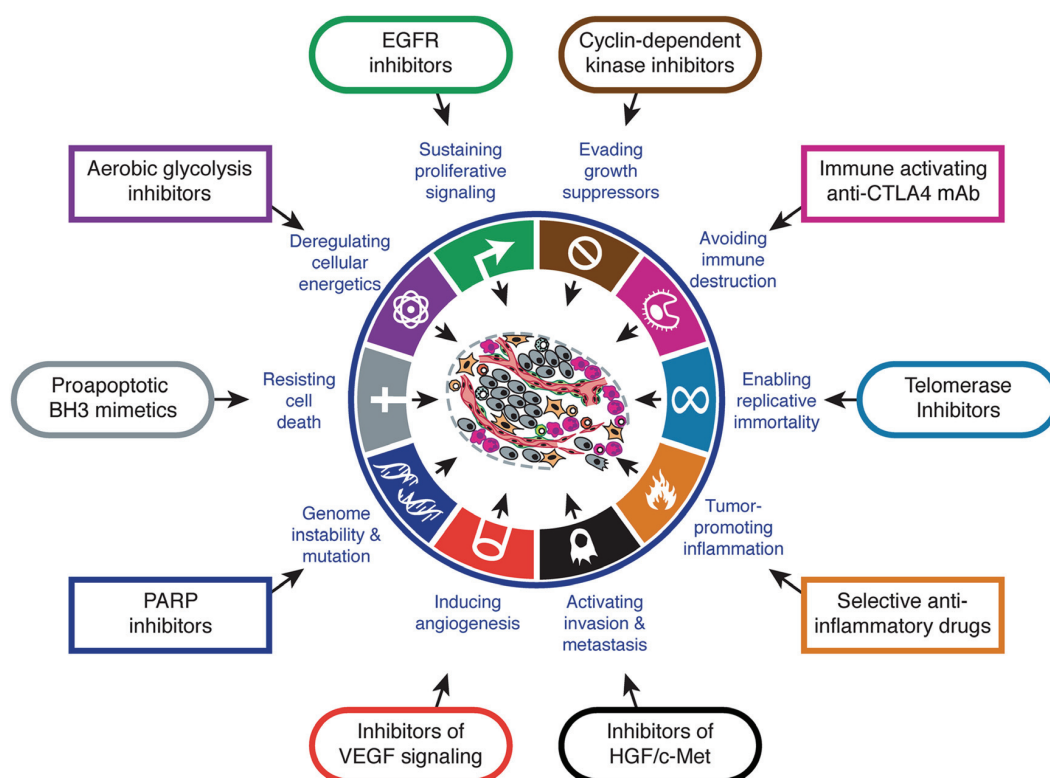 EGFR
inhibitors
Cyclin-dependent
kinase inhibitors
Sustaining
proliferative
signaling
Evading
growth
suppressors
Aerobic glycolysis
inhibitors
Immune activating
anti-CTLA4 mAb
Deregulating
cellular
energetics
Avoiding
immune
destruction
Proapoptotic
BH3 mimetics
Resisting
cell
death
Enabling
replicative
immortality
Telomerase
Inhibitors
Genome
instability &
mutation
Tumor-
promoting
inflammation
PARP
inhibitors
Inducing
angiogenesis
Activating
invasion &
metastasis
Selective anti-
inflammatory drugs
Inhibitors of
VEGF signaling
Inhibitors of
HGF/c-Met